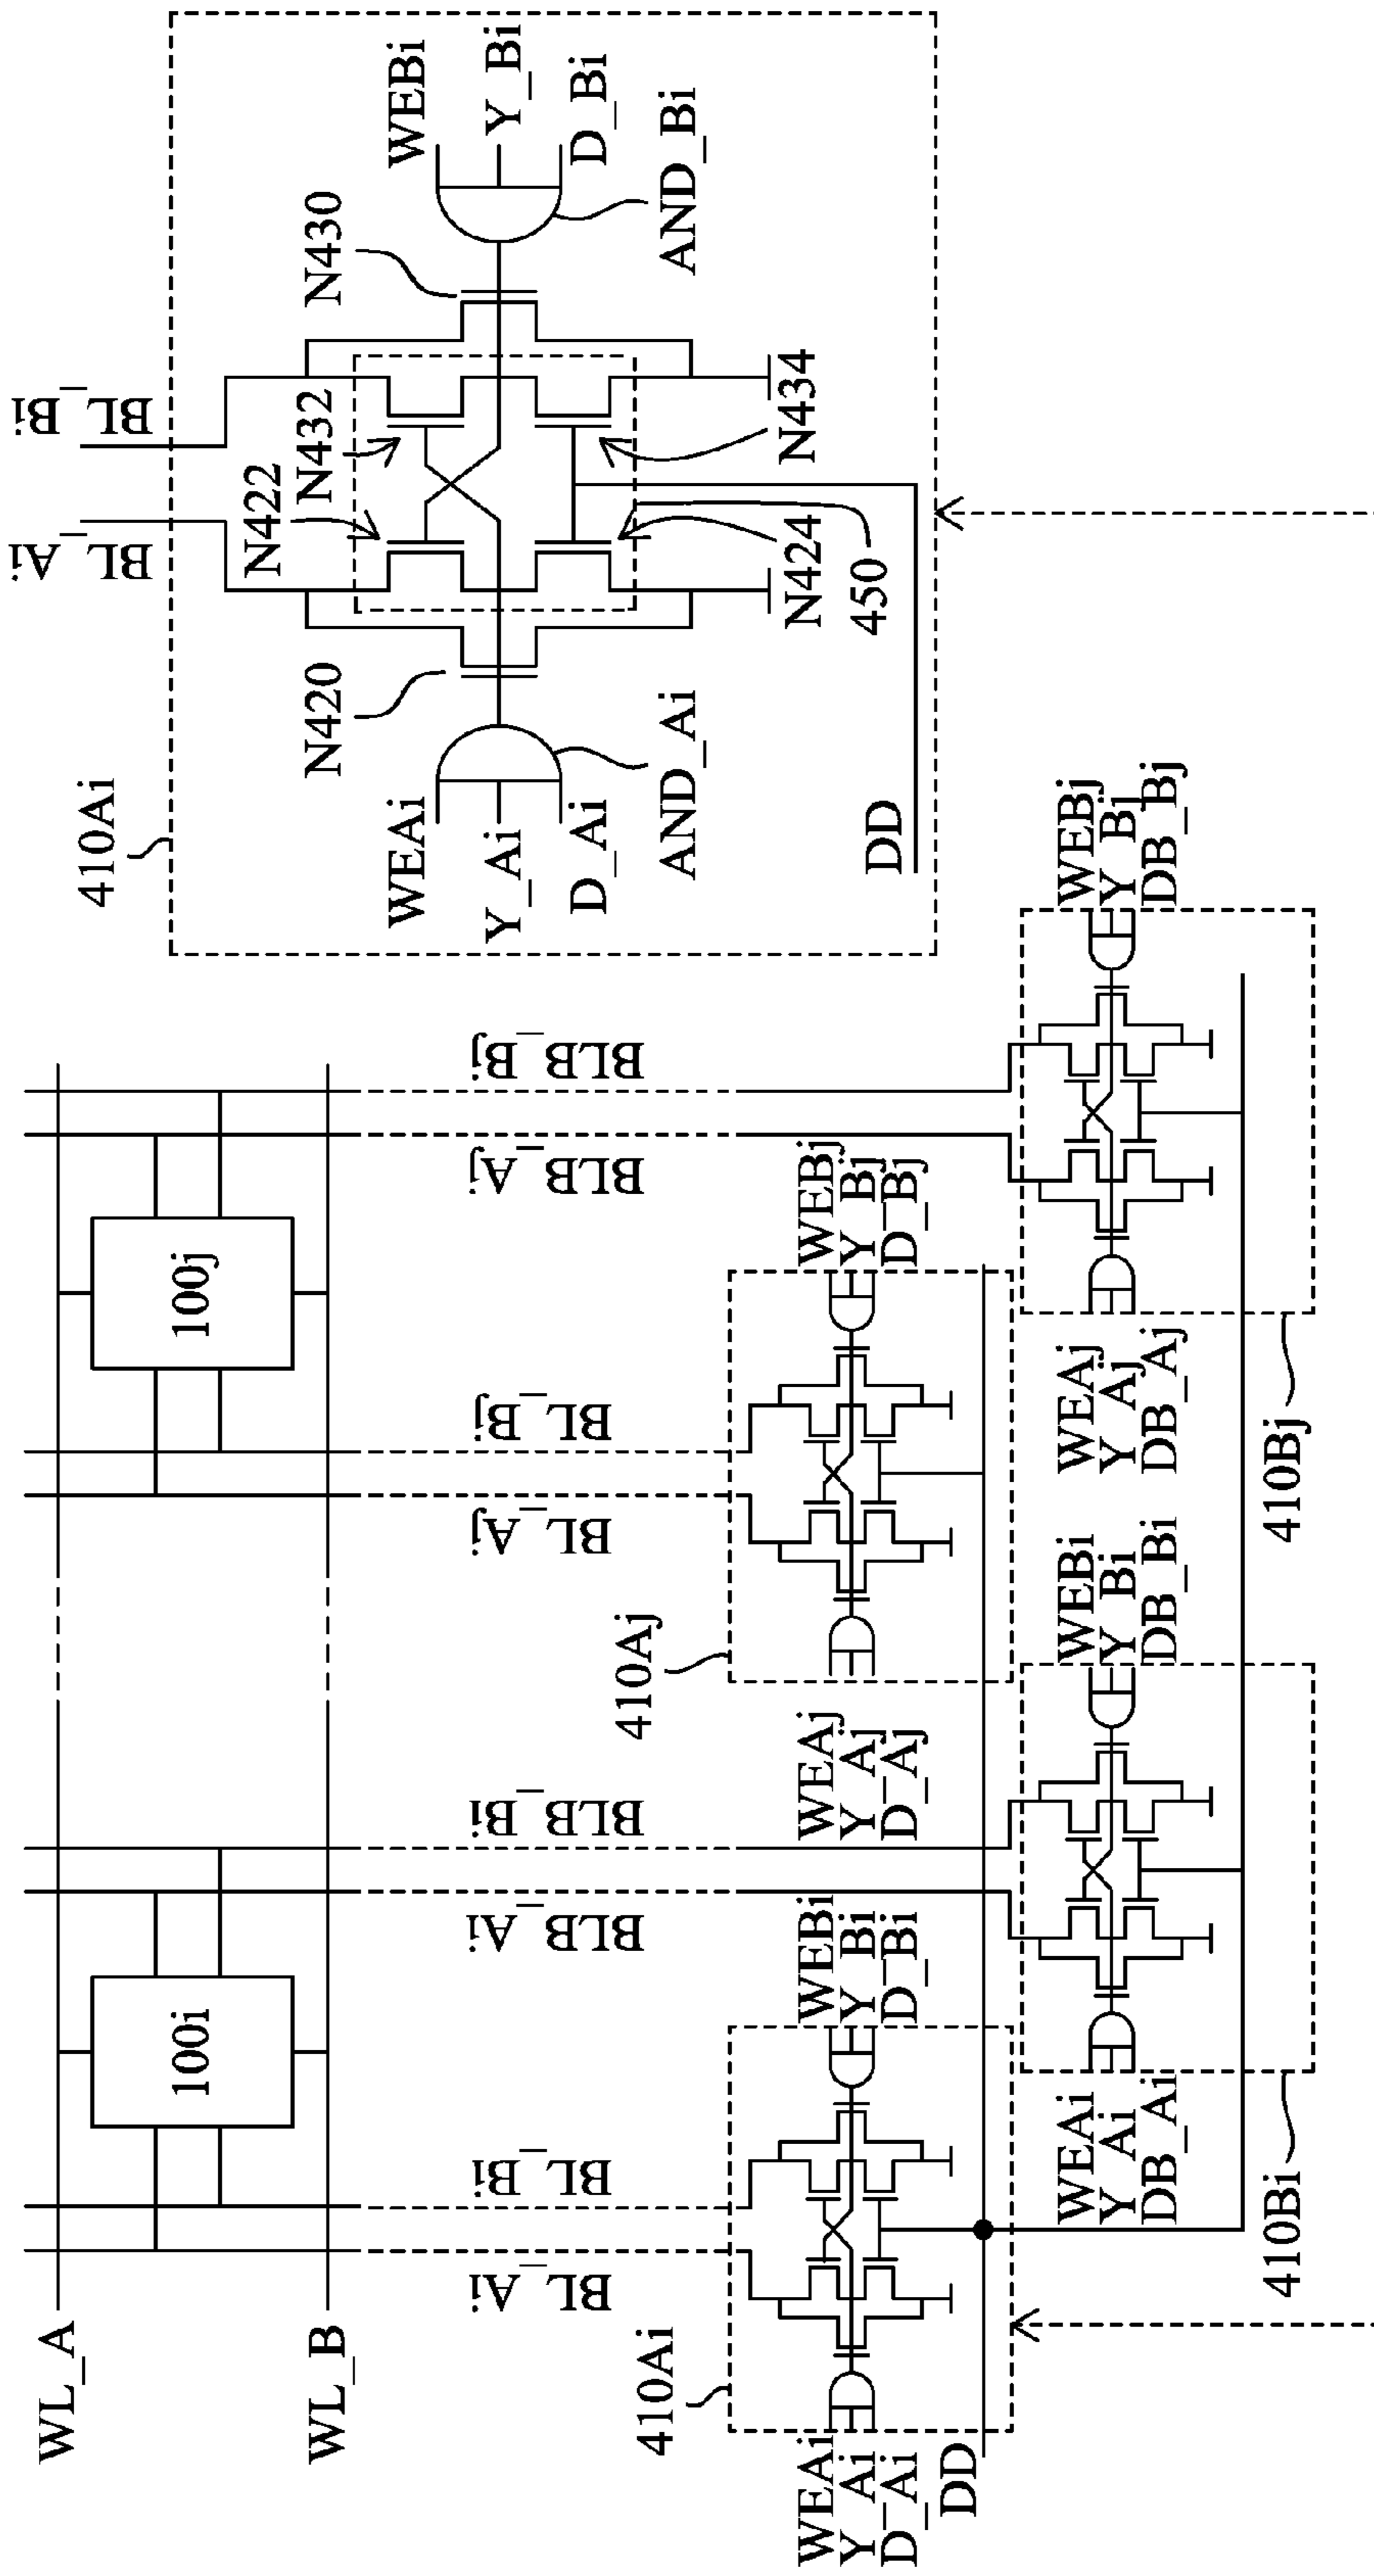 WL_A
WL_B
100i
100j
BL_Ai
BL_Bi
BLB_Ai
BLB_Bi
BL_Aj
BL_Bj
BLB_Aj
BLB_Bj
410Ai
WEAi
Y_Ai
D_Ai
DD
WEBi
Y_Bi
D_Bi
410Aj
WEAj
Y_Aj
D_Aj
WEBj
Y_Bj
D_Bj
410Bi
WEAi
Y_Ai
DB_Ai
WEBi
Y_Bi
DB_Bi
410Bj
WEAj
Y_Aj
DB_Aj
WEBj
Y_Bj
DB_Bj
410Ai
BL_Ai
BL_Bi
N420
N422
N432
N430
WEAi
Y_Ai
D_Ai
AND_Ai
WEBi
Y_Bi
D_Bi
AND_Bi
N424
N434
450
DD